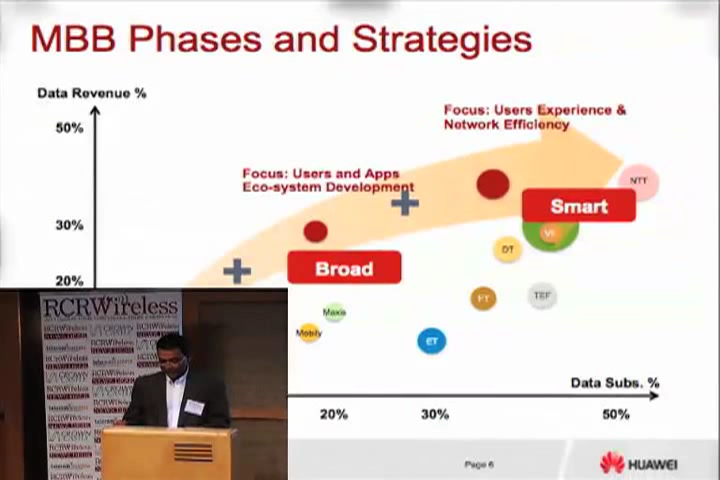 MBB Phases and Strategies
Data Revenue %
50%
Focus: Users Experience &
Network Efficiency
Focus: Users and Apps
Eco-system Development
NTT
Smart
30%
VF
DT
Broad
20%
FT
TEF
Maxis
Mobily
ET
RCRWireless
Data Subs. %
20%
30%
50%
Page 6
HUAWEI